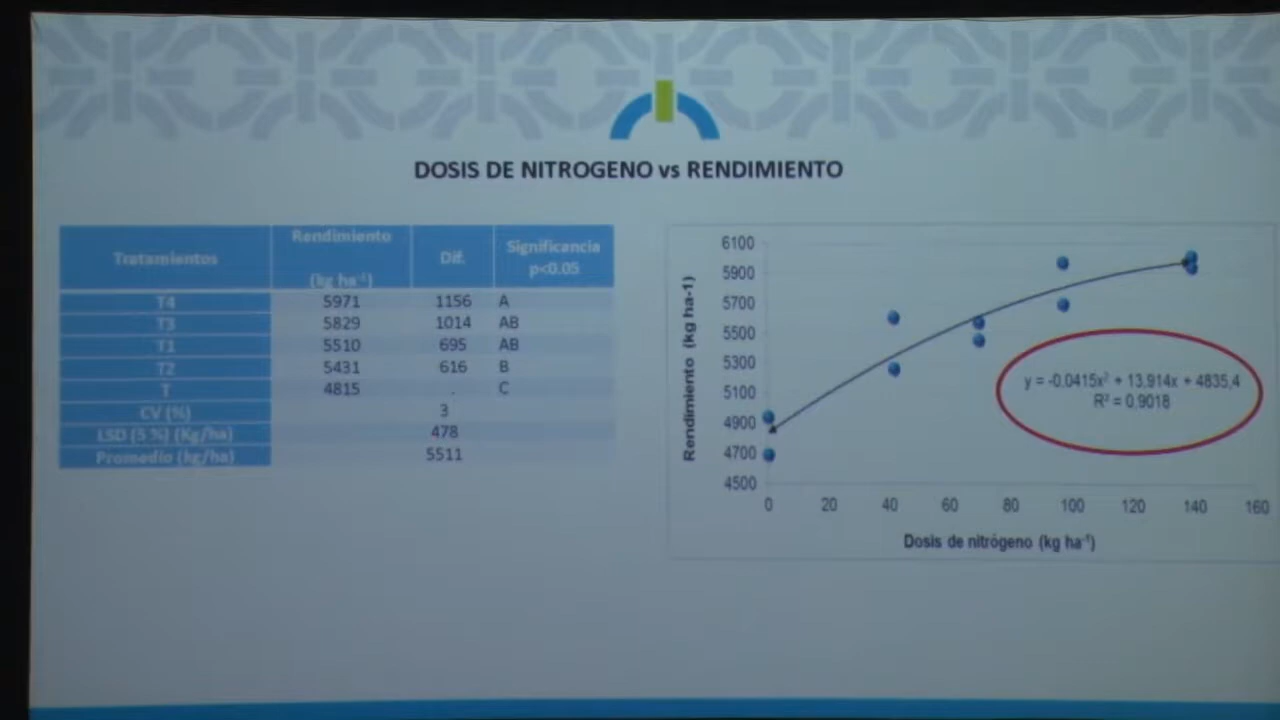 DOSIS DE NITROGENO vs RENDIMIENTO
Tratamientos Rendimiento (kg ha⁻¹) Dif. Significancia p<0.05
T4 5971 1156 A
T3 5829 1014 AB
T1 5510 695 AB
T2 5431 616 B
T 4815 . C
CV (%) 3
LSD (5 %) (Kg/ha) 478
Promedio (kg/ha) 5511
Rendimiento (kg ha-1)
6100
5900
5700
5500
5300
5100
4900
4700
4500
y = -0.0415x² + 13,914x + 4835,4
R² = 0,9018
0 20 40 60 80 100 120 140 160
Dosis de nitrógeno (kg ha⁻¹)